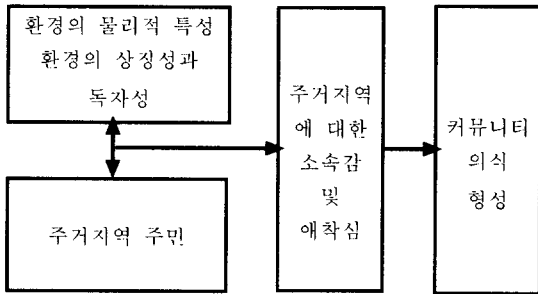 환경의 물리적 특성
환경의 상징성과
독자성
주거지역 주민
주거지역
에 대한
소속감
및
애착심
커뮤니티
의식
형성